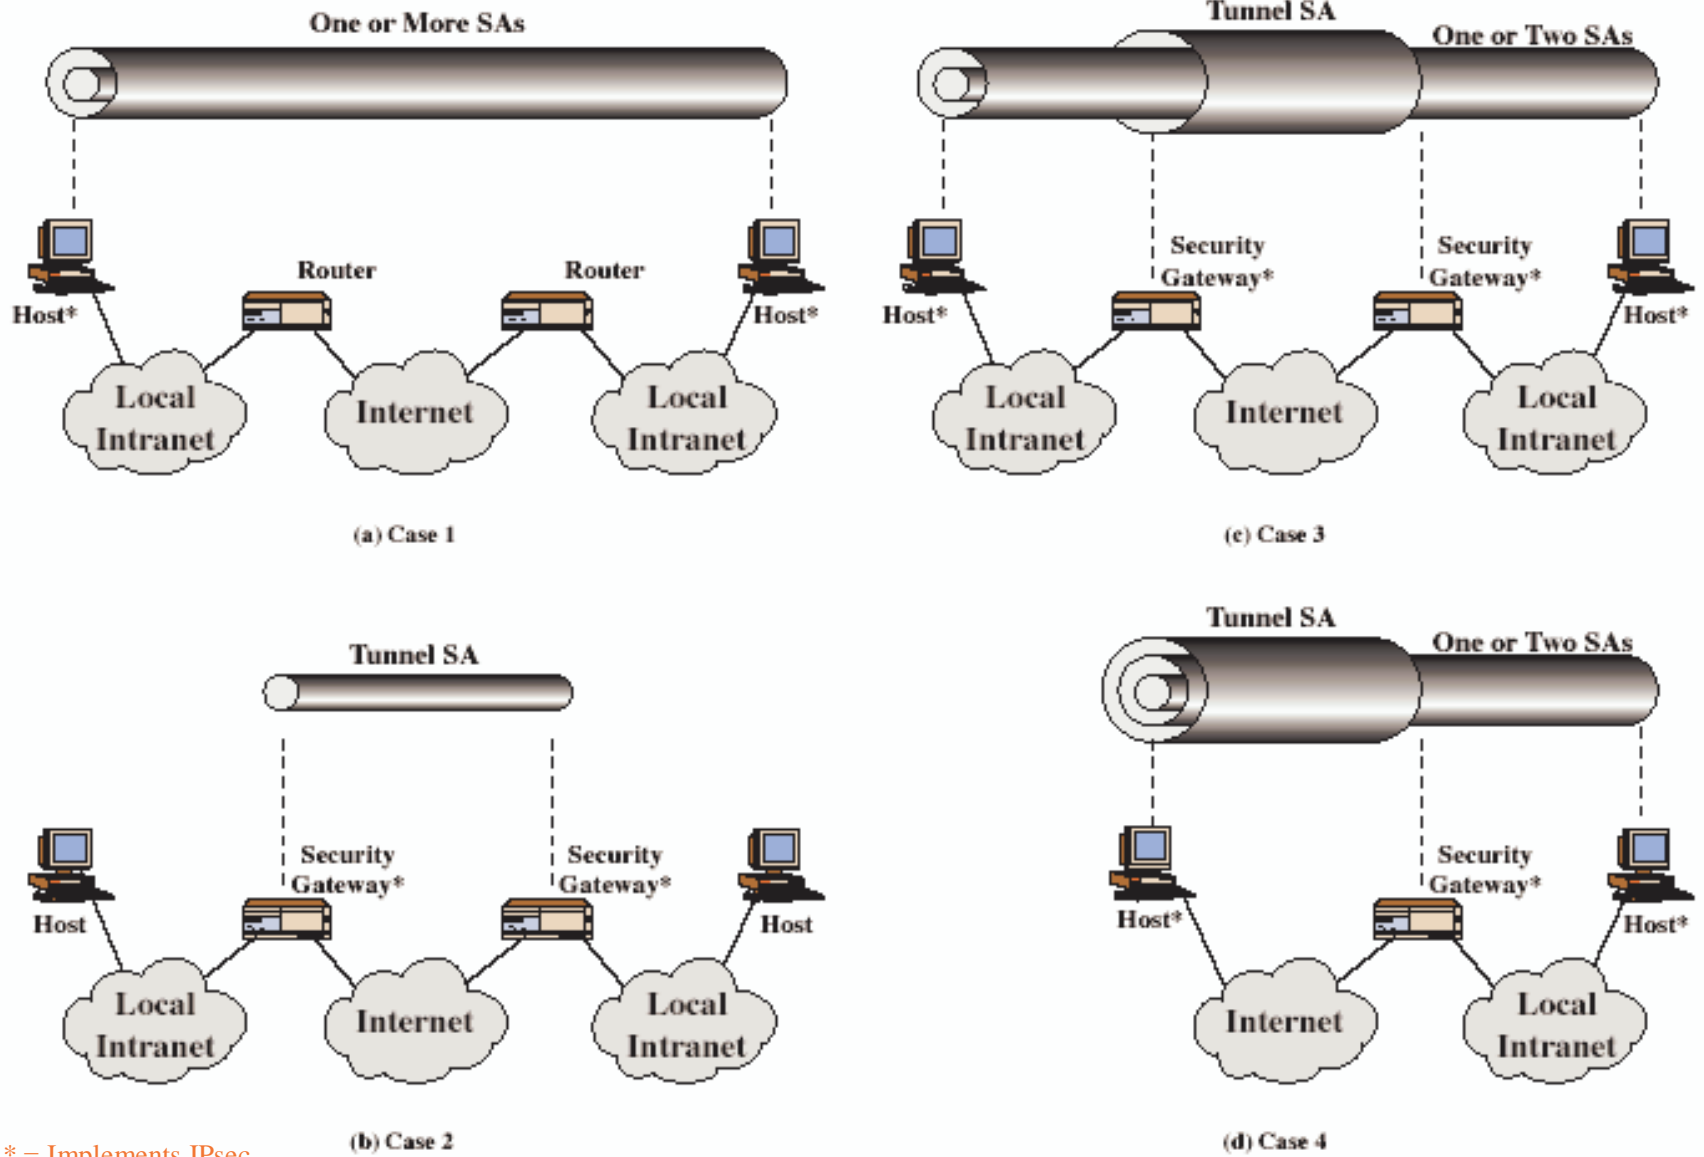 One or More SAs
Host*
Router
Router
Host*
Local
Intranet
Internet
Local
Intranet
(a) Case 1
Tunnel SA
One or Two SAs
Host*
Security
Gateway*
Security
Gateway*
Host*
Local
Intranet
Internet
Local
Intranet
(c) Case 3
Tunnel SA
Host
Security
Gateway*
Security
Gateway*
Host
Local
Intranet
Internet
Local
Intranet
(b) Case 2
Tunnel SA
One or Two SAs
Host*
Security
Gateway*
Host*
Internet
Local
Intranet
(d) Case 4
* = Implements IPsec